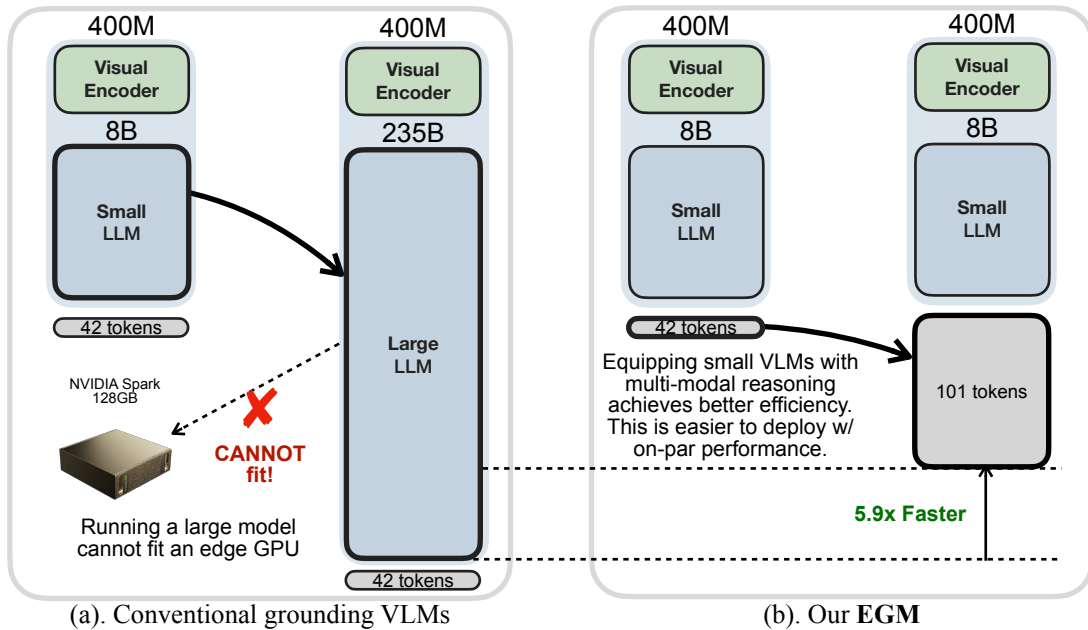 400M
Visual
Encoder
8B
Small
LLM
42 tokens
400M
Visual
Encoder
235B
Large
LLM
42 tokens
NVIDIA Spark
128GB
CANNOT
fit!
Running a large model
cannot fit an edge GPU
(a). Conventional grounding VLMs
400M
Visual
Encoder
8B
Small
LLM
42 tokens
400M
Visual
Encoder
8B
Small
LLM
101 tokens
Equipping small VLMs with
multi-modal reasoning
achieves better efficiency.
This is easier to deploy w/
on-par performance.
5.9x Faster
(b). Our EGM